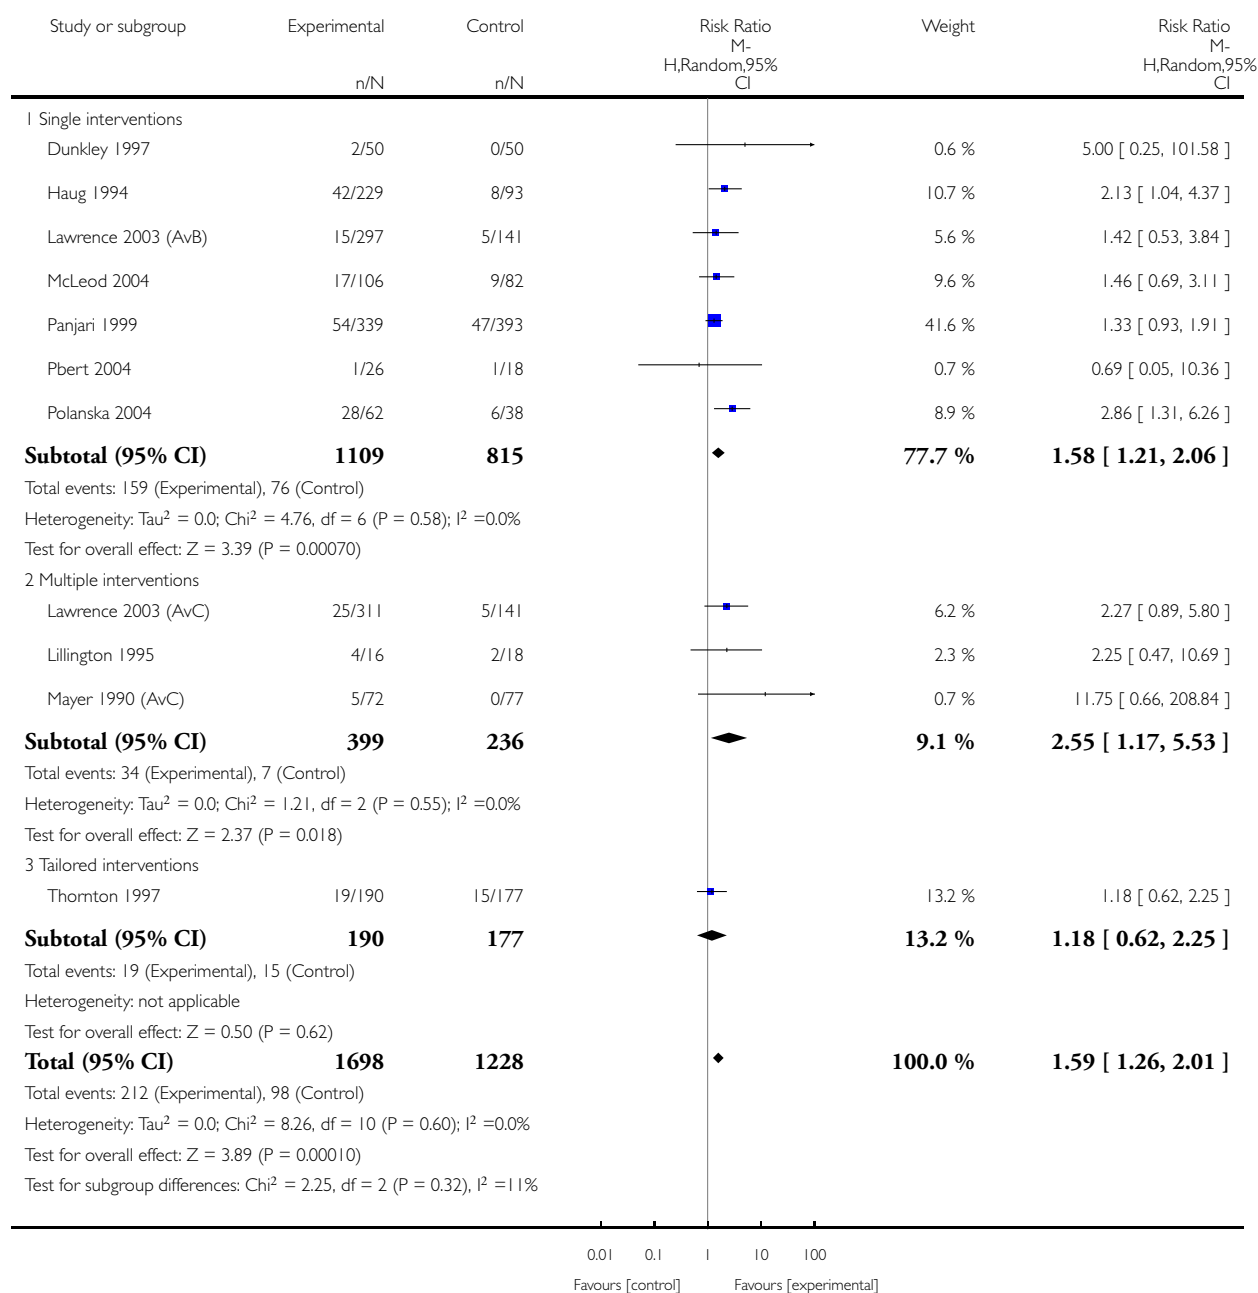 Study or subgroup Experimental Control Risk Ratio Weight Risk Ratio
M- M-
H,Random,95% H,Random,95%
n/N n/N CI CI
1 Single interventions
Dunkley 1997 2/50 0/50 0.6 % 5.00 [ 0.25, 101.58 ]
Haug 1994 42/229 8/93 10.7 % 2.13 [ 1.04, 4.37 ]
Lawrence 2003 (AvB) 15/297 5/141 5.6 % 1.42 [ 0.53, 3.84 ]
McLeod 2004 17/106 9/82 9.6 % 1.46 [ 0.69, 3.11 ]
Panjari 1999 54/339 47/393 41.6 % 1.33 [ 0.93, 1.91 ]
Pbert 2004 1/26 1/18 0.7 % 0.69 [ 0.05, 10.36 ]
Polanska 2004 28/62 6/38 8.9 % 2.86 [ 1.31, 6.26 ]
Subtotal (95% CI) 1109 815 77.7 % 1.58 [ 1.21, 2.06 ]
Total events: 159 (Experimental), 76 (Control)
Heterogeneity: Tau² = 0.0; Chi² = 4.76, df = 6 (P = 0.58); I² =0.0%
Test for overall effect: Z = 3.39 (P = 0.00070)
2 Multiple interventions
Lawrence 2003 (AvC) 25/311 5/141 6.2 % 2.27 [ 0.89, 5.80 ]
Lillington 1995 4/16 2/18 2.3 % 2.25 [ 0.47, 10.69 ]
Mayer 1990 (AvC) 5/72 0/77 0.7 % 11.75 [ 0.66, 208.84 ]
Subtotal (95% CI) 399 236 9.1 % 2.55 [ 1.17, 5.53 ]
Total events: 34 (Experimental), 7 (Control)
Heterogeneity: Tau² = 0.0; Chi² = 1.21, df = 2 (P = 0.55); I² =0.0%
Test for overall effect: Z = 2.37 (P = 0.018)
3 Tailored interventions
Thornton 1997 19/190 15/177 13.2 % 1.18 [ 0.62, 2.25 ]
Subtotal (95% CI) 190 177 13.2 % 1.18 [ 0.62, 2.25 ]
Total events: 19 (Experimental), 15 (Control)
Heterogeneity: not applicable
Test for overall effect: Z = 0.50 (P = 0.62)
Total (95% CI) 1698 1228 100.0 % 1.59 [ 1.26, 2.01 ]
Total events: 212 (Experimental), 98 (Control)
Heterogeneity: Tau² = 0.0; Chi² = 8.26, df = 10 (P = 0.60); I² =0.0%
Test for overall effect: Z = 3.89 (P = 0.00010)
Test for subgroup differences: Chi² = 2.25, df = 2 (P = 0.32), I² =11%
0.01 0.1 1 10 100
Favours [control] Favours [experimental]